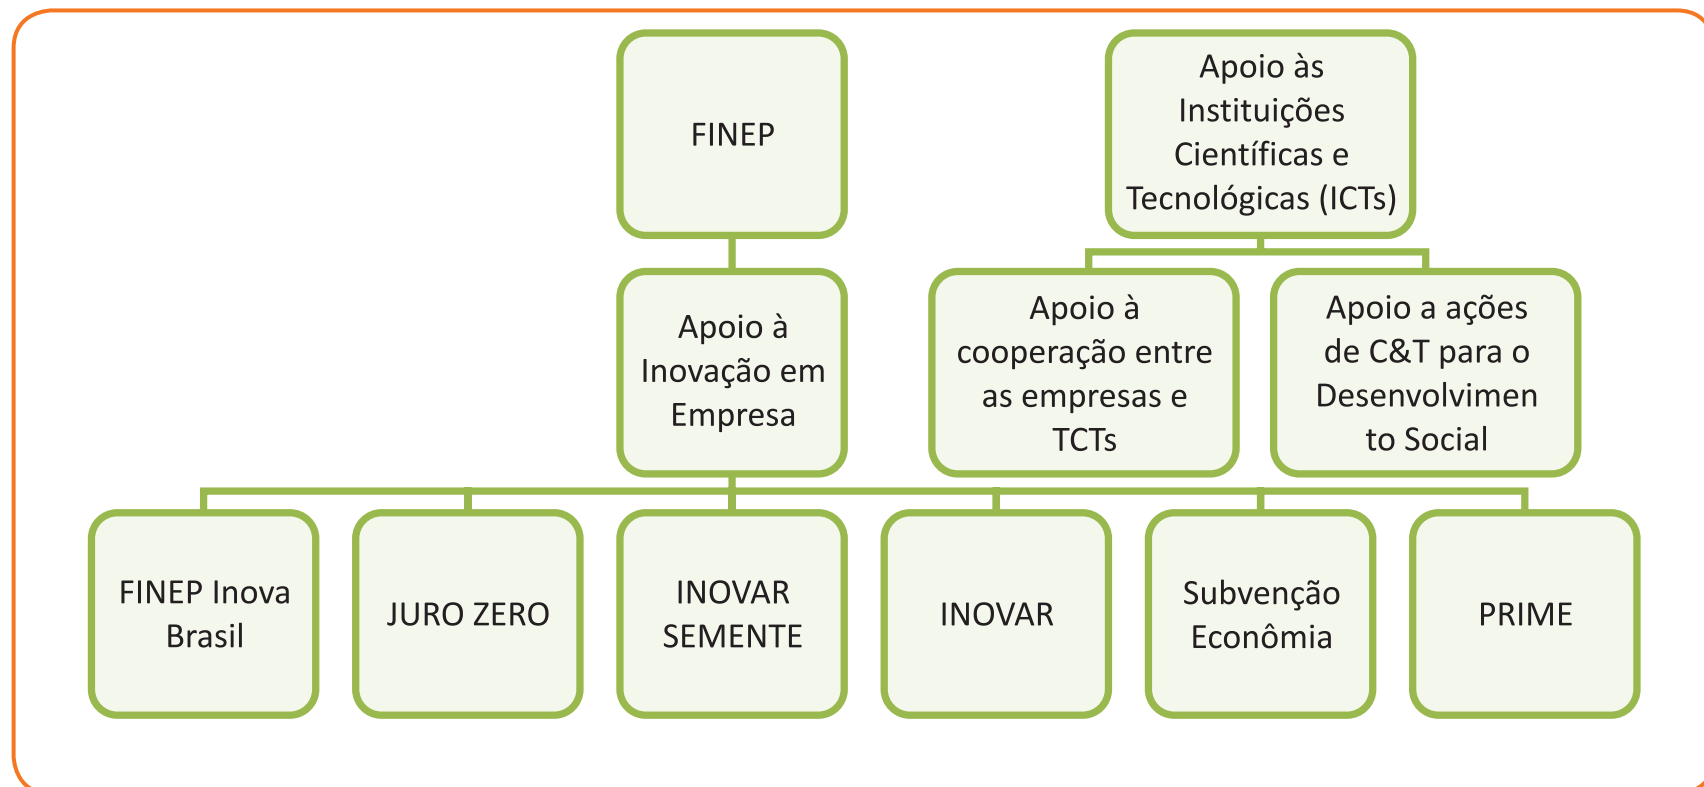 FINEP
Apoio às
Instituições
Científicas e
Tecnológicas (ICTs)
Apoio à
Inovação em
Empresa
Apoio à
cooperação entre
as empresas e
TCTs
Apoio a ações
de C&T para o
Desenvolvimen
to Social
FINEP Inova
Brasil
JURO ZERO
INOVAR
SEMENTE
INOVAR
Subvenção
Econômia
PRIME